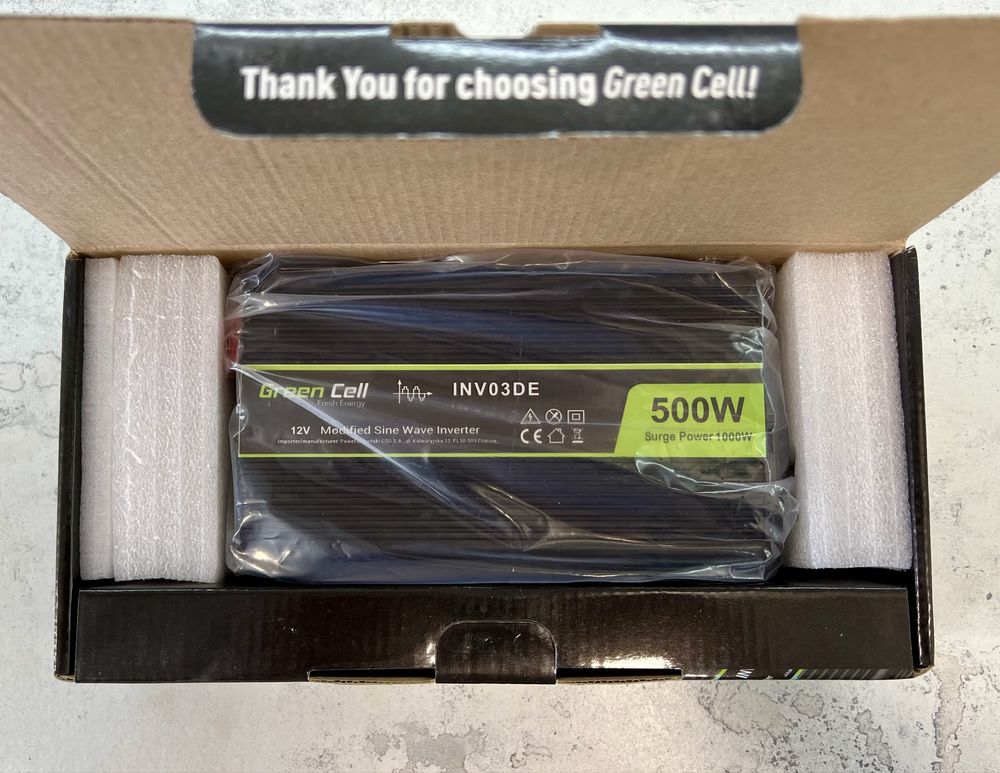 Thank You for choosing Green Cell!
Green Cell
Fresh Energy
INV03DE
12V Modified Sine Wave Inverter
500W
Surge Power 1000W
CE